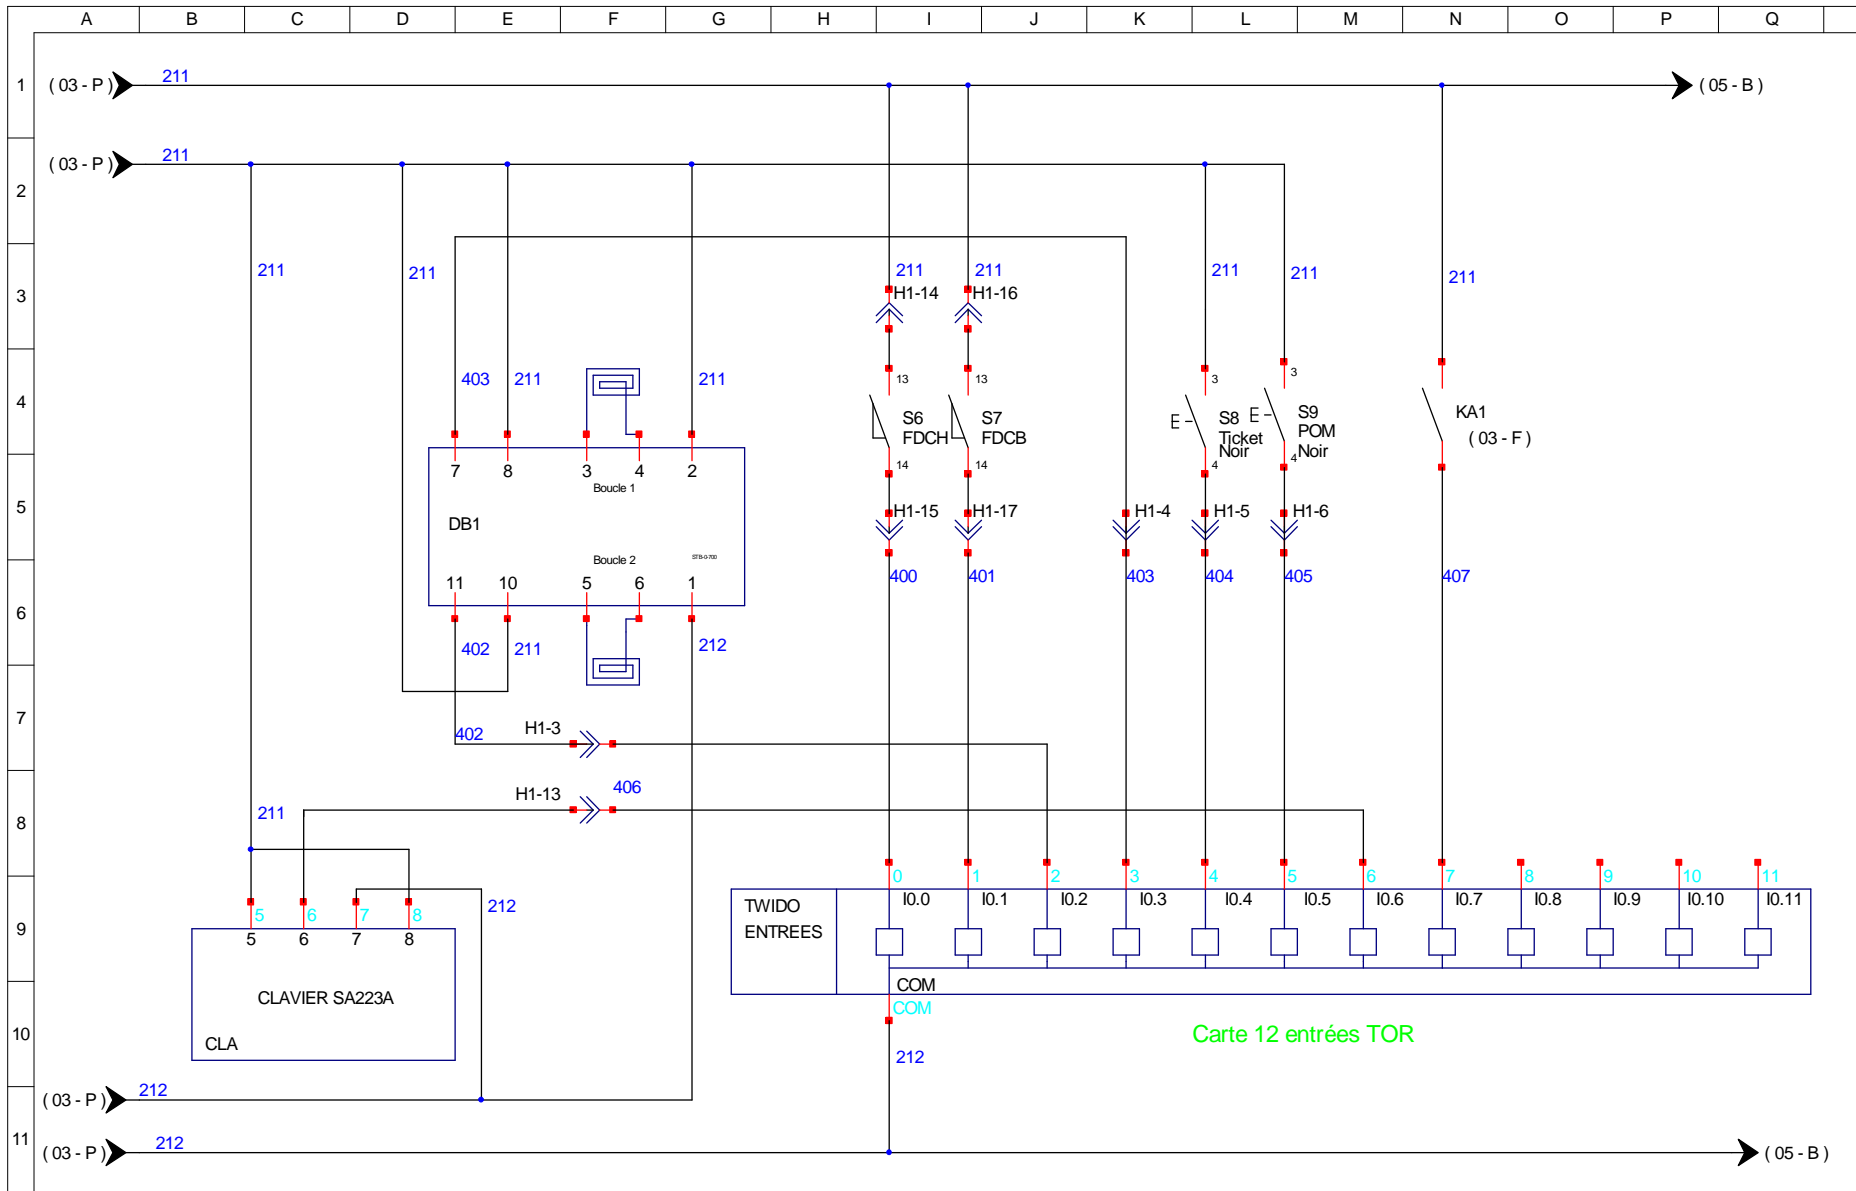 A B C D E F G H I J K L M N O P Q
1 ( 03 - P ) 211 ( 05 - B )
( 03 - P ) 211
2
211 211 211 211 211 211 211 211
3
H1-14 H1-16
403 211 211
13 13 3 3
4
S6 FDCH
S7 FDCB
E S8 Ticket Noir
E S9 POM Noir
KA1
( 03 - F )
14 14 4 4
7 8 3 4 2
Boucle 1
5
DB1
H1-15 H1-17 H1-4 H1-5 H1-6
Boucle 2 STB-9-700
11 10 5 6 1
400 401 403 404 405 407
6
402 211 212
7
402 H1-3
H1-13 406
8
211
0 1 2 3 4 5 6 7 8 9 10 11
TWIDO
ENTREES
I0.0 I0.1 I0.2 I0.3 I0.4 I0.5 I0.6 I0.7 I0.8 I0.9 I0.10 I0.11
5 6 7 8
212
9
5 6 7 8
COM
CLAVIER SA223A
COM
10
CLA
Carte 12 entrées TOR
212
( 03 - P ) 212
11
( 03 - P ) 212 ( 05 - B )